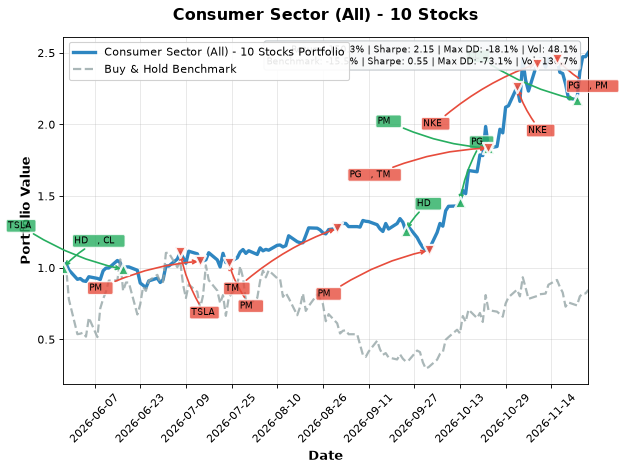 Consumer Sector (All) - 10 Stocks
3% | Sharpe: 2.15 | Max DD: -18.1% | Vol: 48.1%
% | Sharpe: 0.55 | Max DD: -73.1% | Vol:
Consumer Sector (All) - 10 Stocks Portfolio
Buy & Hold Benchmark
Portfolio Value
2.5
2.0
1.5
1.0
0.5
TSLA
HD , CL
PM
TSLA
TM
PM
PM
PG , TM
PM
NKE
HD
PG
NKE
PG , PM
2026-06-07
2026-06-23
2026-07-09
2026-07-25
2026-08-10
2026-08-26
2026-09-11
2026-09-27
2026-10-13
2026-10-29
2026-11-14
Date